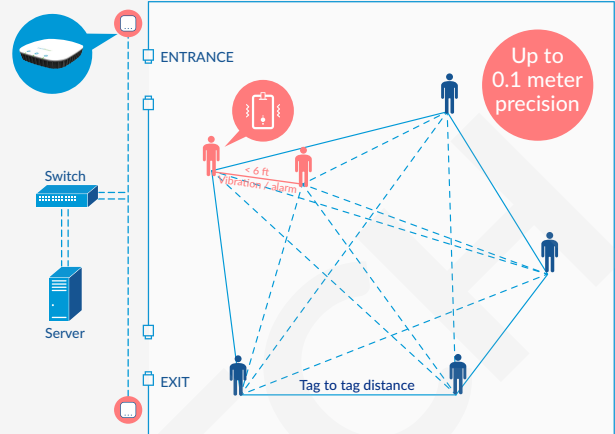 Up to
0.1 meter
precision
ENTRANCE
< 6 ft
Vibration / alarm
Switch
Server
EXIT
Tag to tag distance